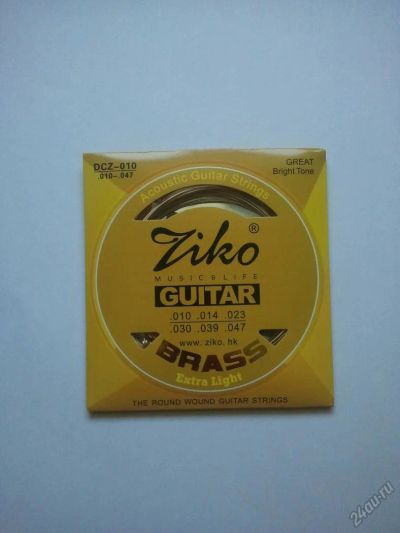 DCZ-010
.010-.047
GREAT
Bright Tone
Acoustic Guitar Strings
Ziko®
MUSIC & LIFE
GUITAR
.010 .014 .023
.030 .039 .047
www.ziko.hk
BRASS
Extra Light
THE ROUND WOUND GUITAR STRINGS
24au.ru